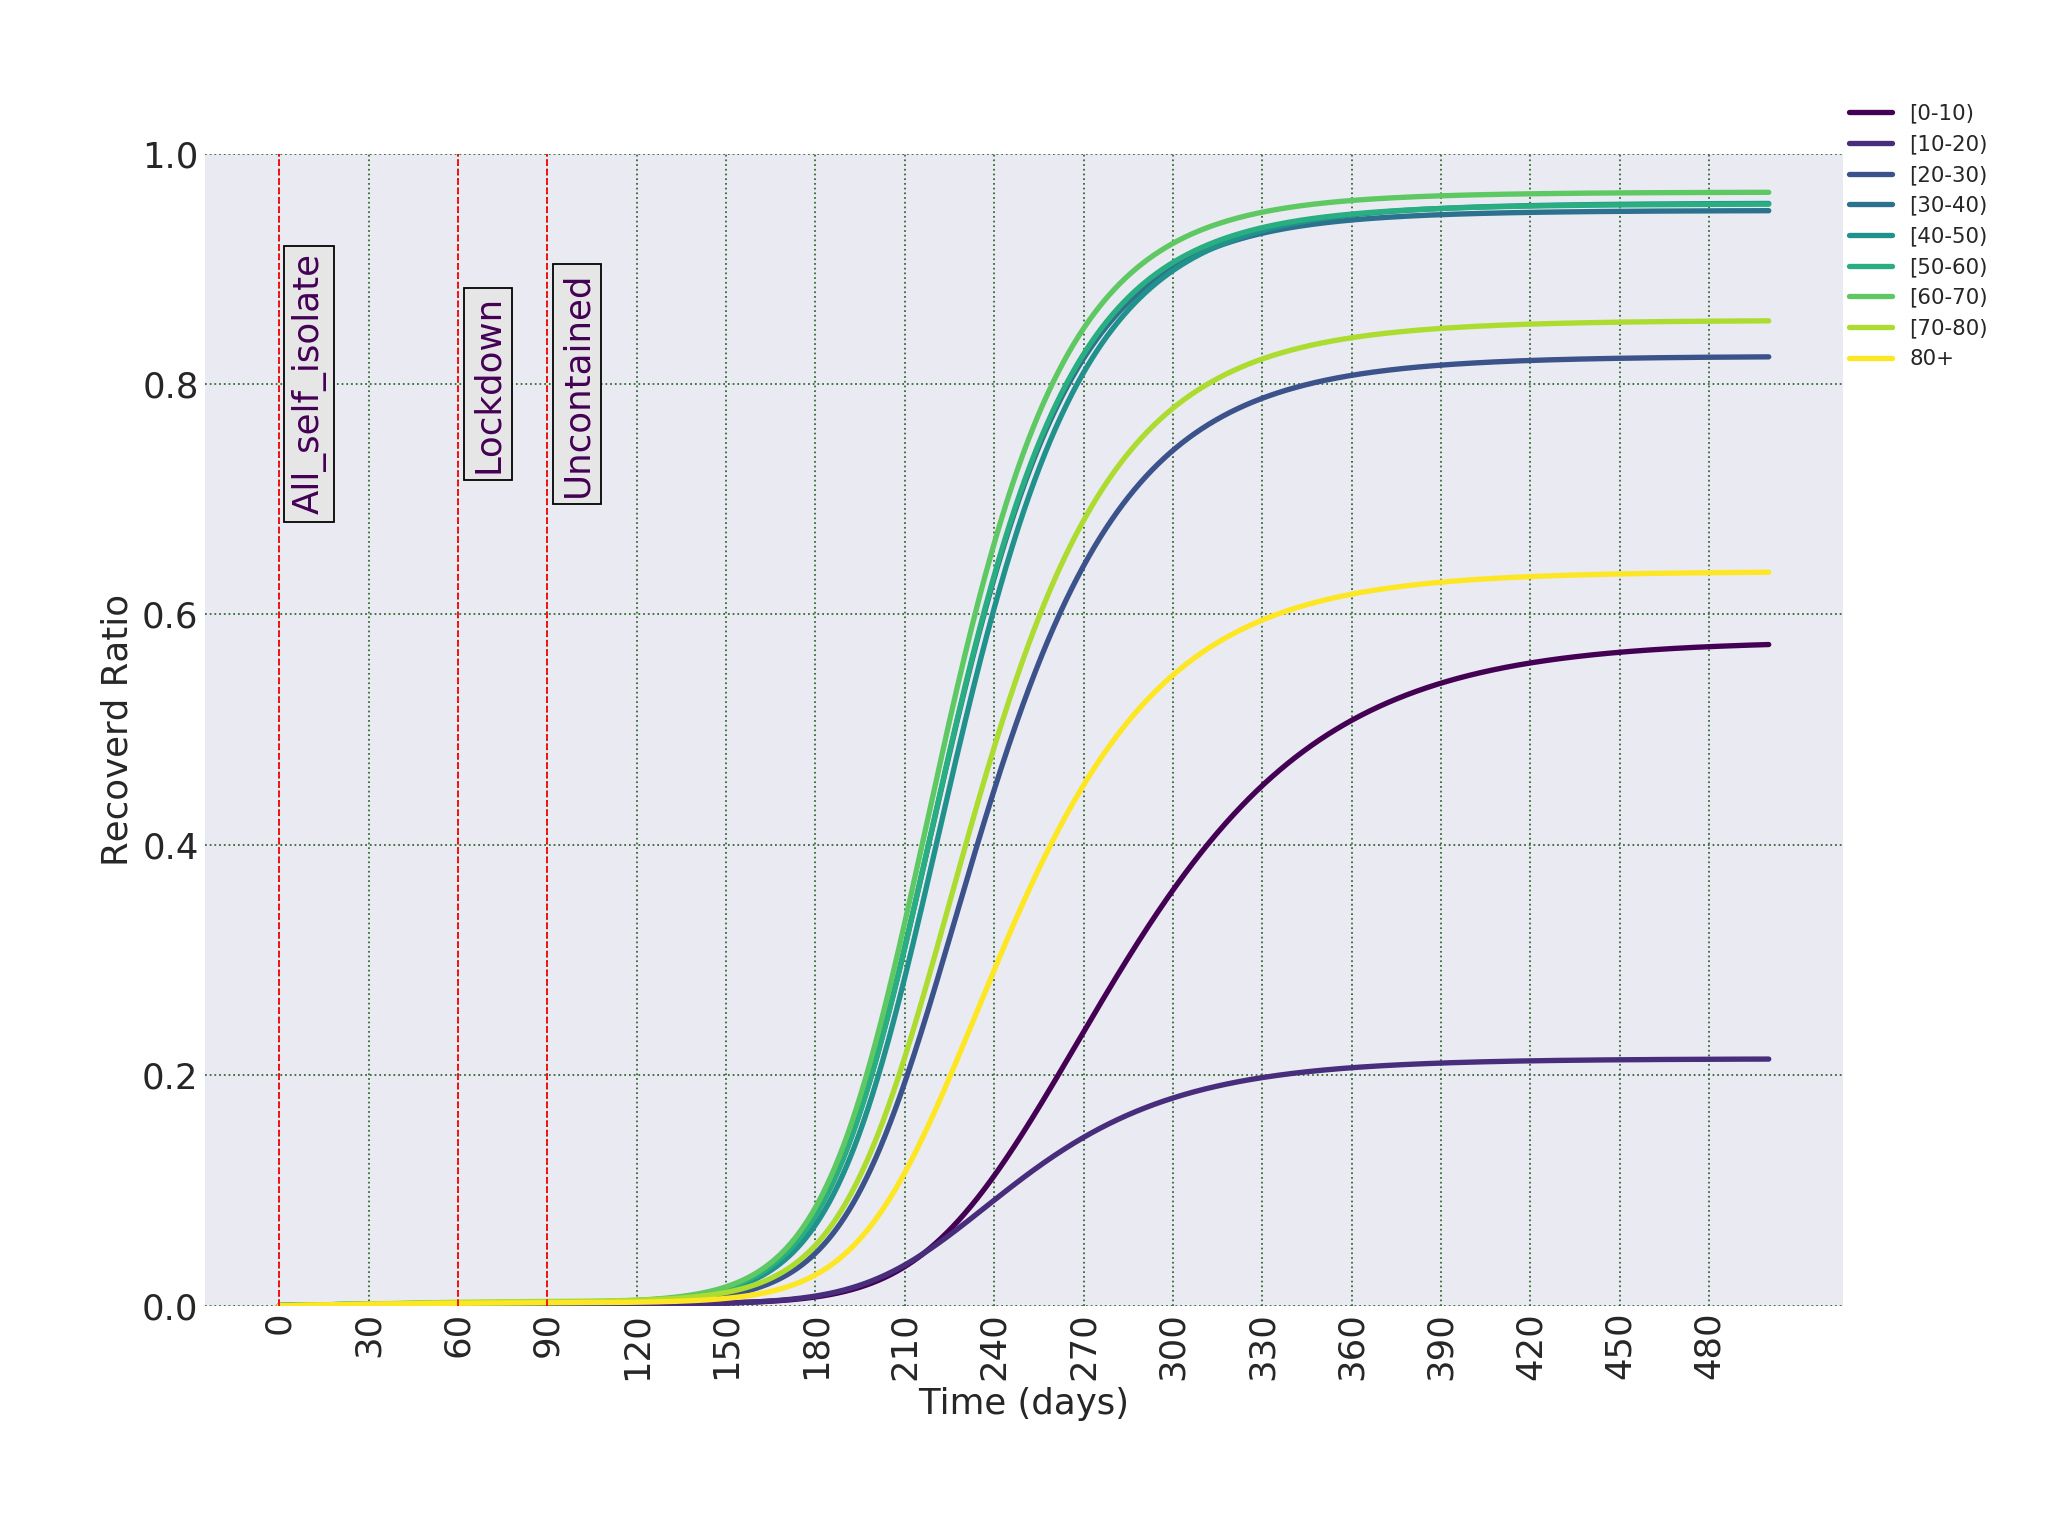 [0-10)
[10-20)
[20-30)
[30-40)
[40-50)
[50-60)
[60-70)
[70-80)
80+
1.0
0.8
0.6
0.4
0.2
0.0
Recoverd Ratio
All_self_isolate
Lockdown
Uncontained
0 30 60 90 120 150 180 210 240 270 300 330 360 390 420 450 480
Time (days)